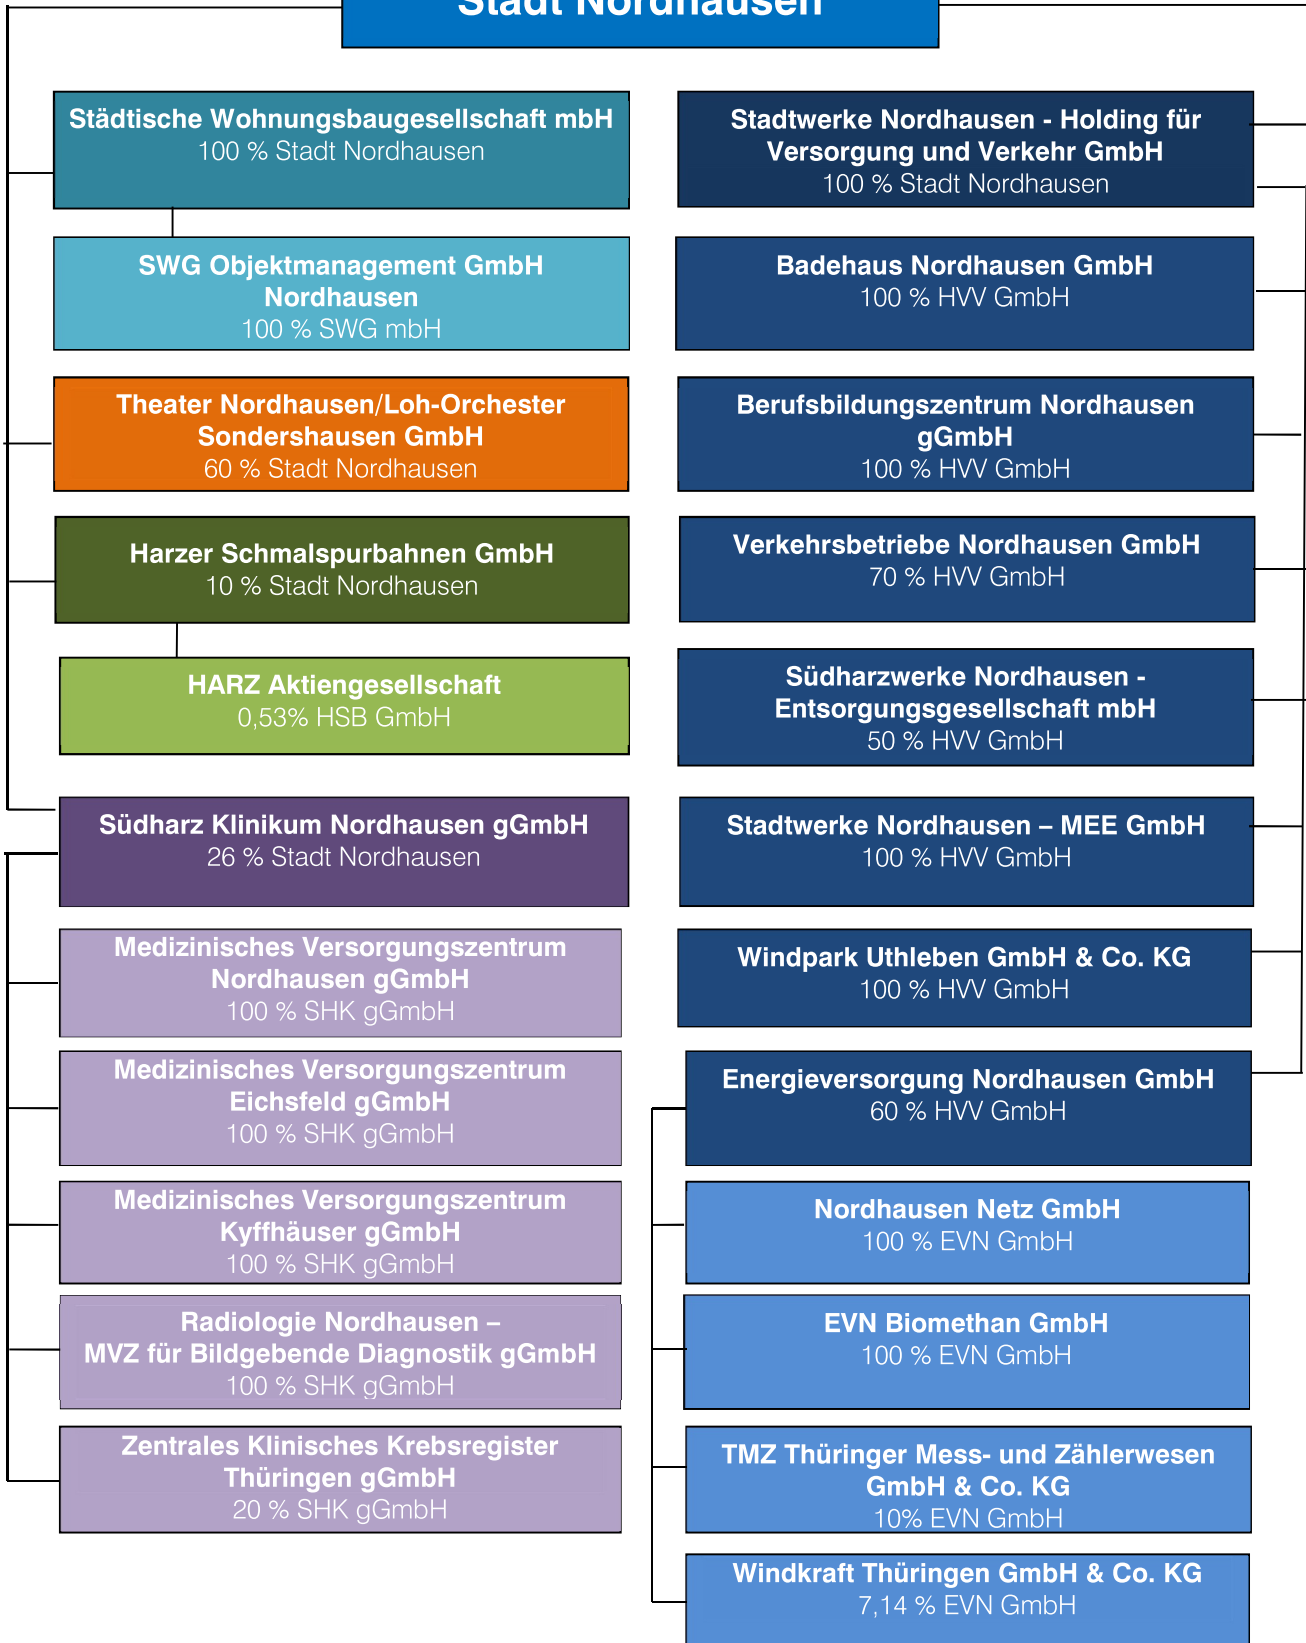 Stadt Nordhausen
Städtische Wohnungsbaugesellschaft mbH
100 % Stadt Nordhausen
SWG Objektmanagement GmbH
Nordhausen
100 % SWG mbH
Theater Nordhausen/Loh-Orchester
Sondershausen GmbH
60 % Stadt Nordhausen
Harzer Schmalspurbahnen GmbH
10 % Stadt Nordhausen
HARZ Aktiengesellschaft
0,53% HSB GmbH
Südharz Klinikum Nordhausen gGmbH
26 % Stadt Nordhausen
Medizinisches Versorgungszentrum
Nordhausen gGmbH
100 % SHK gGmbH
Medizinisches Versorgungszentrum
Eichsfeld gGmbH
100 % SHK gGmbH
Medizinisches Versorgungszentrum
Kyffhäuser gGmbH
100 % SHK gGmbH
Radiologie Nordhausen –
MVZ für Bildgebende Diagnostik gGmbH
100 % SHK gGmbH
Zentrales Klinisches Krebsregister
Thüringen gGmbH
20 % SHK gGmbH
Stadtwerke Nordhausen - Holding für
Versorgung und Verkehr GmbH
100 % Stadt Nordhausen
Badehaus Nordhausen GmbH
100 % HVV GmbH
Berufsbildungszentrum Nordhausen
gGmbH
100 % HVV GmbH
Verkehrsbetriebe Nordhausen GmbH
70 % HVV GmbH
Südharzwerke Nordhausen -
Entsorgungsgesellschaft mbH
50 % HVV GmbH
Stadtwerke Nordhausen – MEE GmbH
100 % HVV GmbH
Windpark Uthleben GmbH & Co. KG
100 % HVV GmbH
Energieversorgung Nordhausen GmbH
60 % HVV GmbH
Nordhausen Netz GmbH
100 % EVN GmbH
EVN Biomethan GmbH
100 % EVN GmbH
TMZ Thüringer Mess- und Zählerwesen
GmbH & Co. KG
10% EVN GmbH
Windkraft Thüringen GmbH & Co. KG
7,14 % EVN GmbH